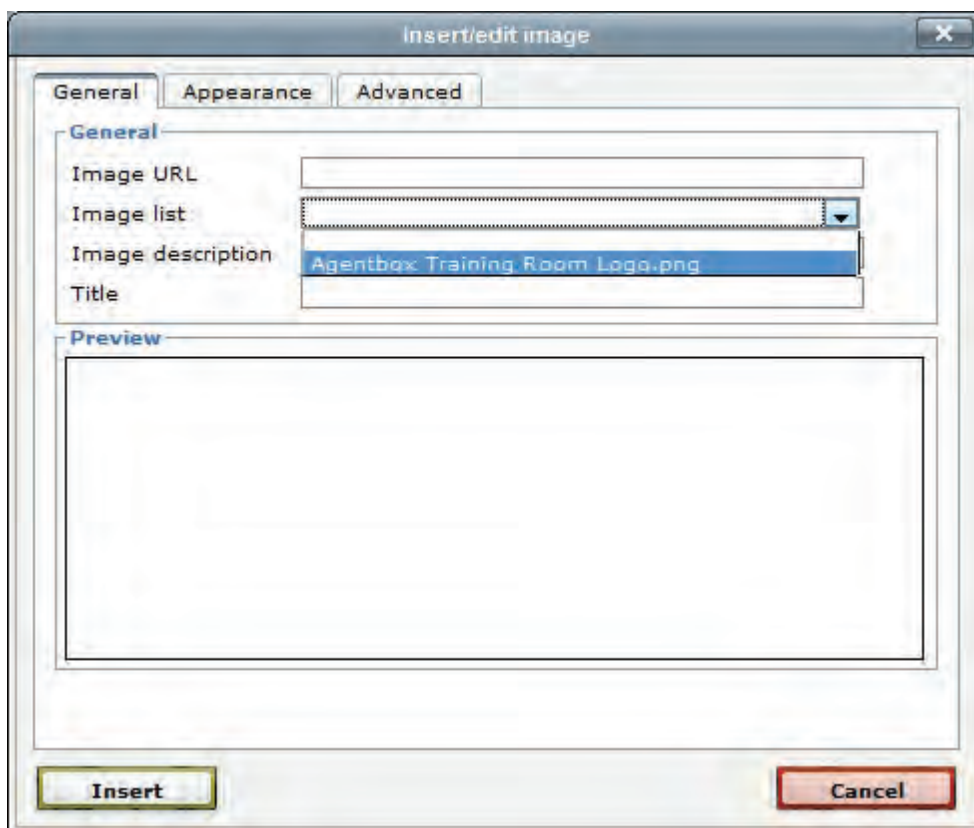 Insert/edit image
General Appearance Advanced
General
Image URL
Image list
Image description
Agentbox Training Room Logo.png
Title
Preview
Insert Cancel